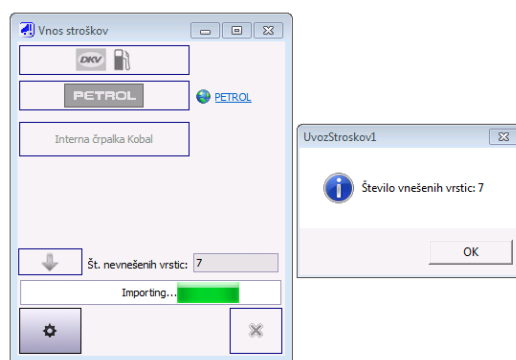 Vnos stroškov
DKV
PETROL
PETROL
Interna črpalka Kobal
Št. nevnešenih vrstic: 7
Importing...
UvozStroskov1
Število vnešenih vrstic: 7
OK